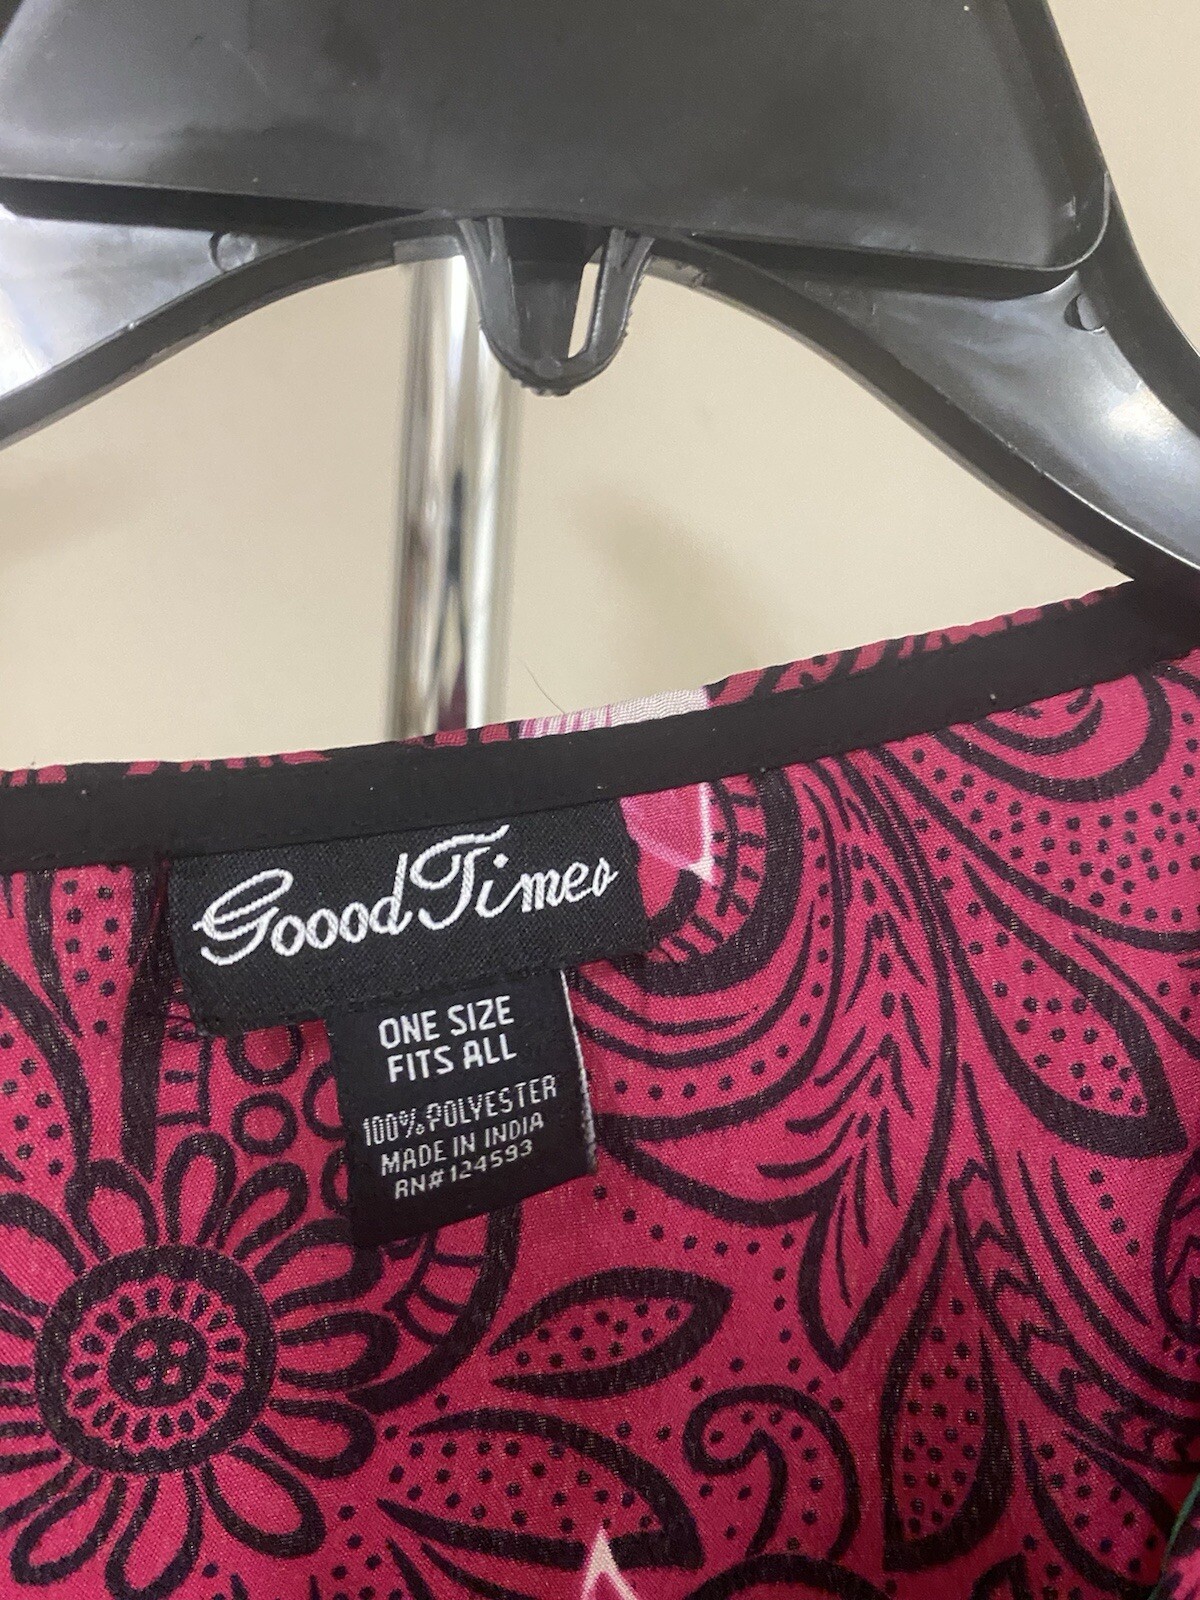 Goood Times
ONE SIZE
FITS ALL
100% POLYESTER
MADE IN INDIA
RN#124593